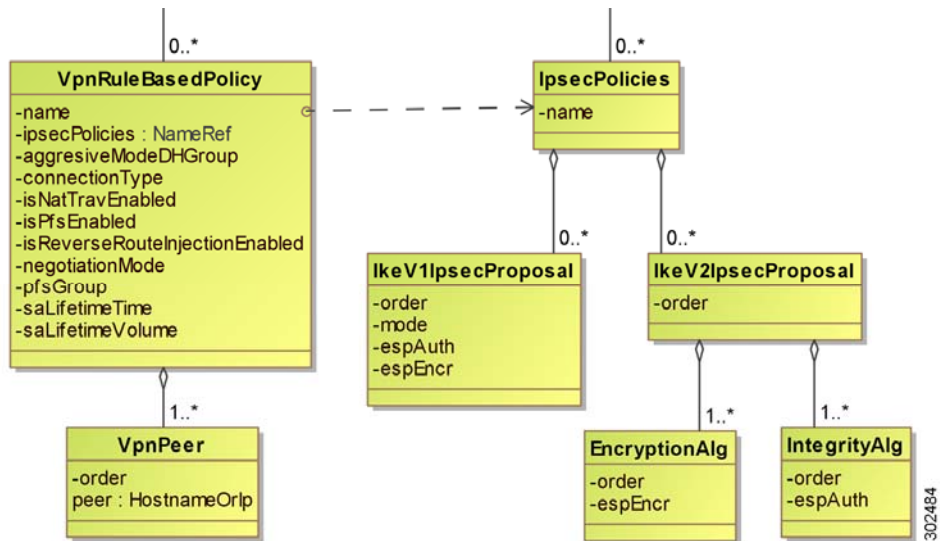 0..*
0..*
VpnRuleBasedPolicy
-name
-ipsecPolicies : NameRef
-aggresiveModeDHGroup
-connectionType
-isNatTravEnabled
-isPfsEnabled
-isReverseRouteInjectionEnabled
-negotiationMode
-pfsGroup
-saLifetimeTime
-saLifetimeVolume
IpsecPolicies
-name
0..*
0..*
IkeV1IpsecProposal
-order
-mode
-espAuth
-espEncr
IkeV2IpsecProposal
-order
1..*
1..*
1..*
VpnPeer
-order
peer : HostnameOrIp
EncryptionAlg
-order
-espEncr
IntegrityAlg
-order
-espAuth
302484